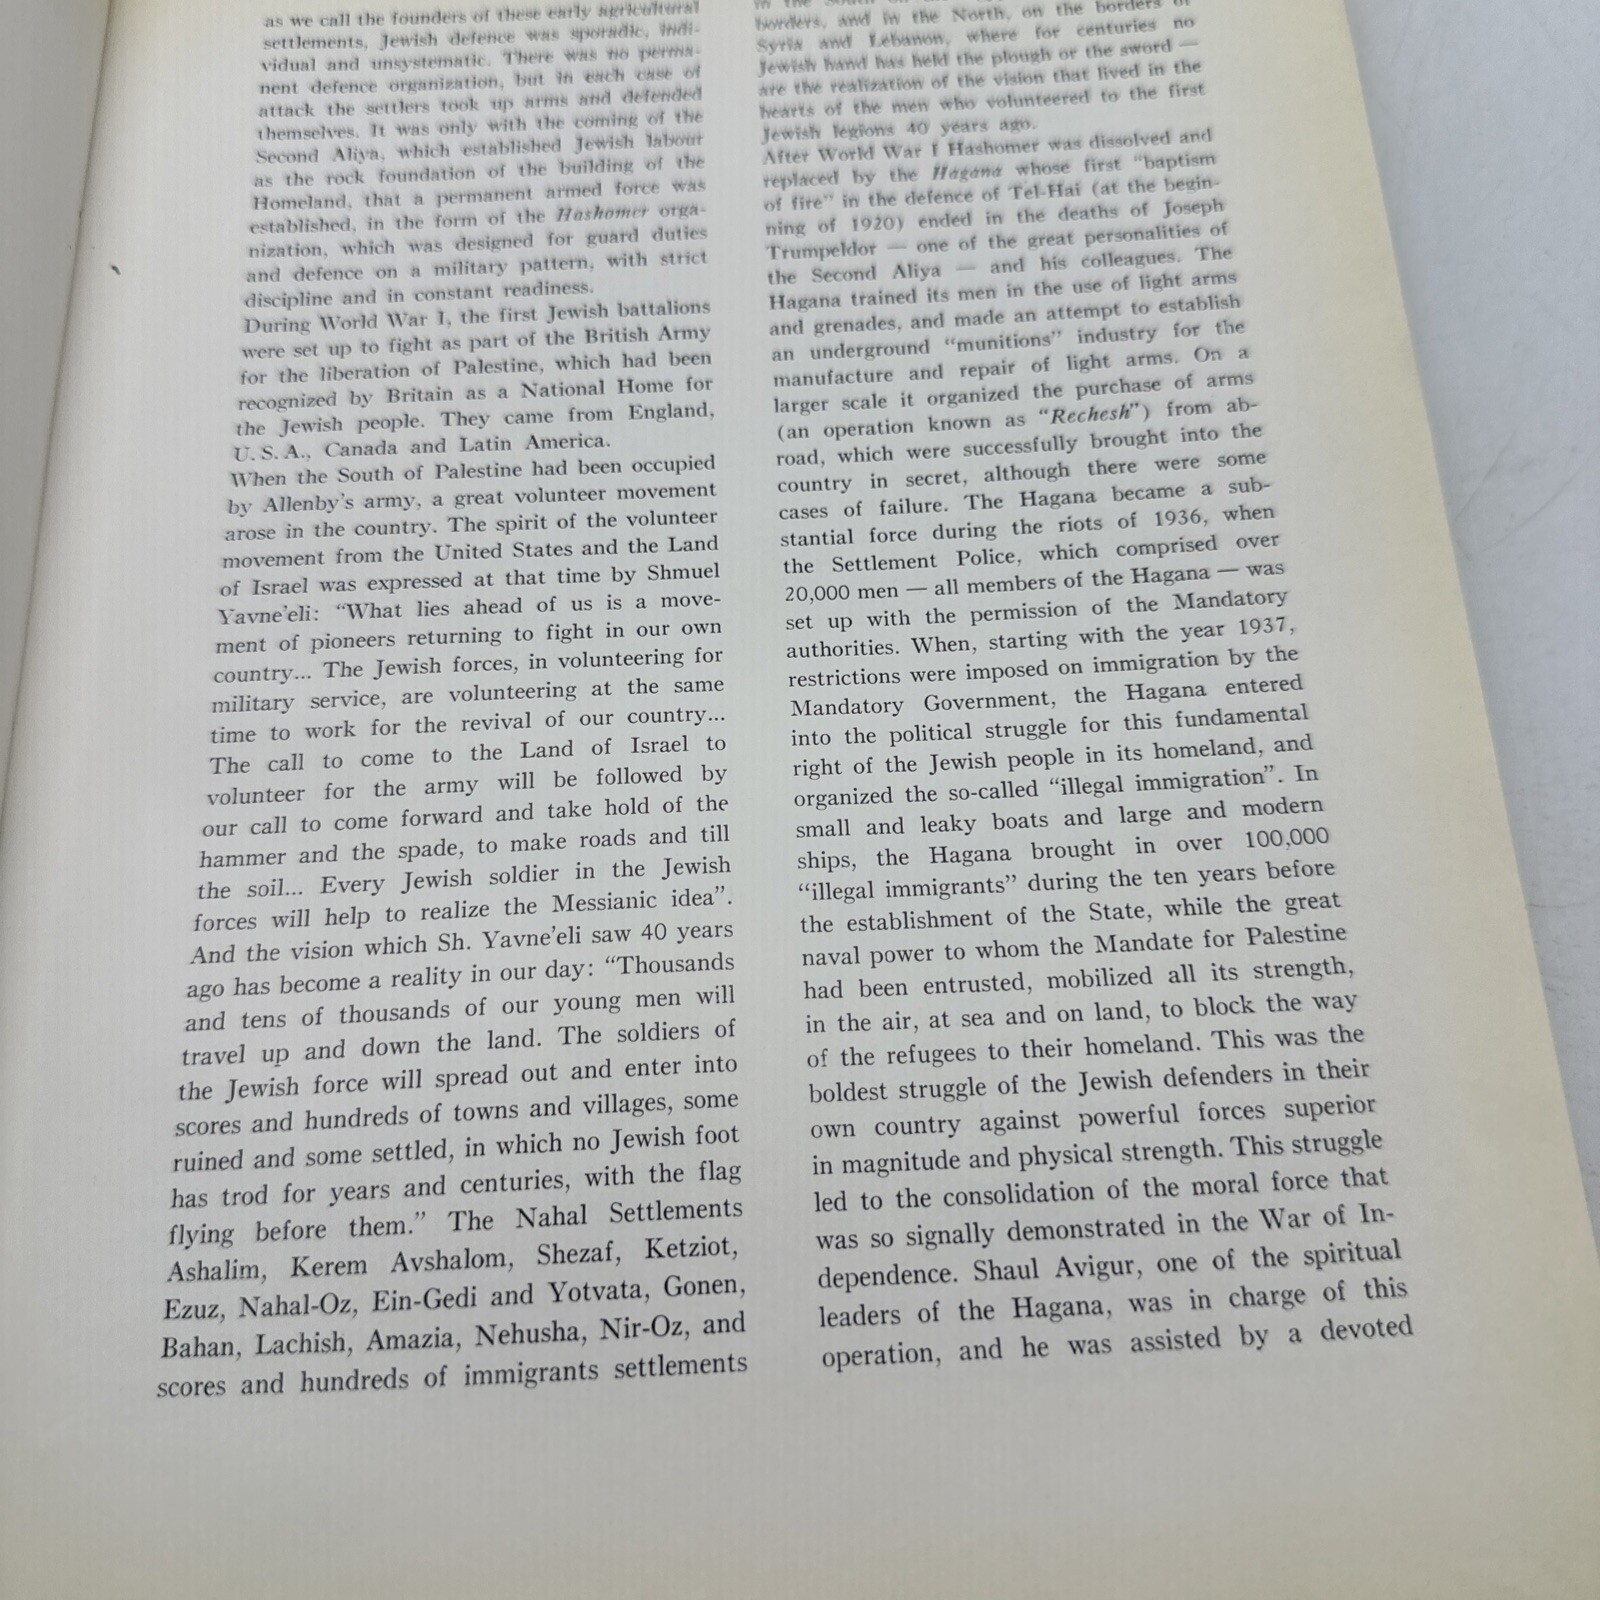 as we call the founders of these early agricultural
settlements, Jewish defence was sporadic, indi-
vidual and unsystematic. There was no perma-
nent defence organization, but in each case of
attack the settlers took up arms and defended
themselves. It was only with the coming of the
Second Aliya, which established Jewish labour
as the rock foundation of the building of the
Homeland, that a permanent armed force was
established, in the form of the Hashomer orga-
nization, which was designed for guard duties
and defence on a military pattern, with strict
discipline and in constant readiness.
During World War I, the first Jewish battalions
were set up to fight as part of the British Army
for the liberation of Palestine, which had been
recognized by Britain as a National Home for
the Jewish people. They came from England,
U. S. A., Canada and Latin America.
When the South of Palestine had been occupied
by Allenby's army, a great volunteer movement
arose in the country. The spirit of the volunteer
movement from the United States and the Land
of Israel was expressed at that time by Shmuel
Yavne'eli: "What lies ahead of us is a move-
ment of pioneers returning to fight in our own
country... The Jewish forces, in volunteering for
military service, are volunteering at the same
time to work for the revival of our country...
The call to come to the Land of Israel to
volunteer for the army will be followed by
our call to come forward and take hold of the
hammer and the spade, to make roads and till
the soil... Every Jewish soldier in the Jewish
forces will help to realize the Messianic idea".
And the vision which Sh. Yavne'eli saw 40 years
ago has become a reality in our day: "Thousands
and tens of thousands of our young men will
travel up and down the land. The soldiers of
the Jewish force will spread out and enter into
scores and hundreds of towns and villages, some
ruined and some settled, in which no Jewish foot
has trod for years and centuries, with the flag
flying before them." The Nahal Settlements
Ashalim, Kerem Avshalom, Shezaf, Ketziot,
Ezuz, Nahal-Oz, Ein-Gedi and Yotvata, Gonen,
Bahan, Lachish, Amazia, Nehusha, Nir-Oz, and
scores and hundreds of immigrants settlements
in the South on the
borders, and in the North, on the borders of
Syria and Lebanon, where for centuries no
Jewish hand has held the plough or the sword —
are the realization of the vision that lived in the
hearts of the men who volunteered to the first
Jewish legions 40 years ago.
After World War I Hashomer was dissolved and
replaced by the Hagana whose first "baptism
of fire" in the defence of Tel-Hai (at the begin-
ning of 1920) ended in the deaths of Joseph
Trumpeldor — one of the great personalities of
the Second Aliya — and his colleagues. The
Hagana trained its men in the use of light arms
and grenades, and made an attempt to establish
an underground "munitions" industry for the
manufacture and repair of light arms. On a
larger scale it organized the purchase of arms
(an operation known as "Rechesh") from ab-
road, which were successfully brought into the
country in secret, although there were some
cases of failure. The Hagana became a sub-
stantial force during the riots of 1936, when
the Settlement Police, which comprised over
20,000 men — all members of the Hagana — was
set up with the permission of the Mandatory
authorities. When, starting with the year 1937,
restrictions were imposed on immigration by the
Mandatory Government, the Hagana entered
into the political struggle for this fundamental
right of the Jewish people in its homeland, and
organized the so-called "illegal immigration". In
small and leaky boats and large and modern
ships, the Hagana brought in over 100,000
"illegal immigrants" during the ten years before
the establishment of the State, while the great
naval power to whom the Mandate for Palestine
had been entrusted, mobilized all its strength,
in the air, at sea and on land, to block the way
of the refugees to their homeland. This was the
boldest struggle of the Jewish defenders in their
own country against powerful forces superior
in magnitude and physical strength. This struggle
led to the consolidation of the moral force that
was so signally demonstrated in the War of In-
dependence. Shaul Avigur, one of the spiritual
leaders of the Hagana, was in charge of this
operation, and he was assisted by a devoted